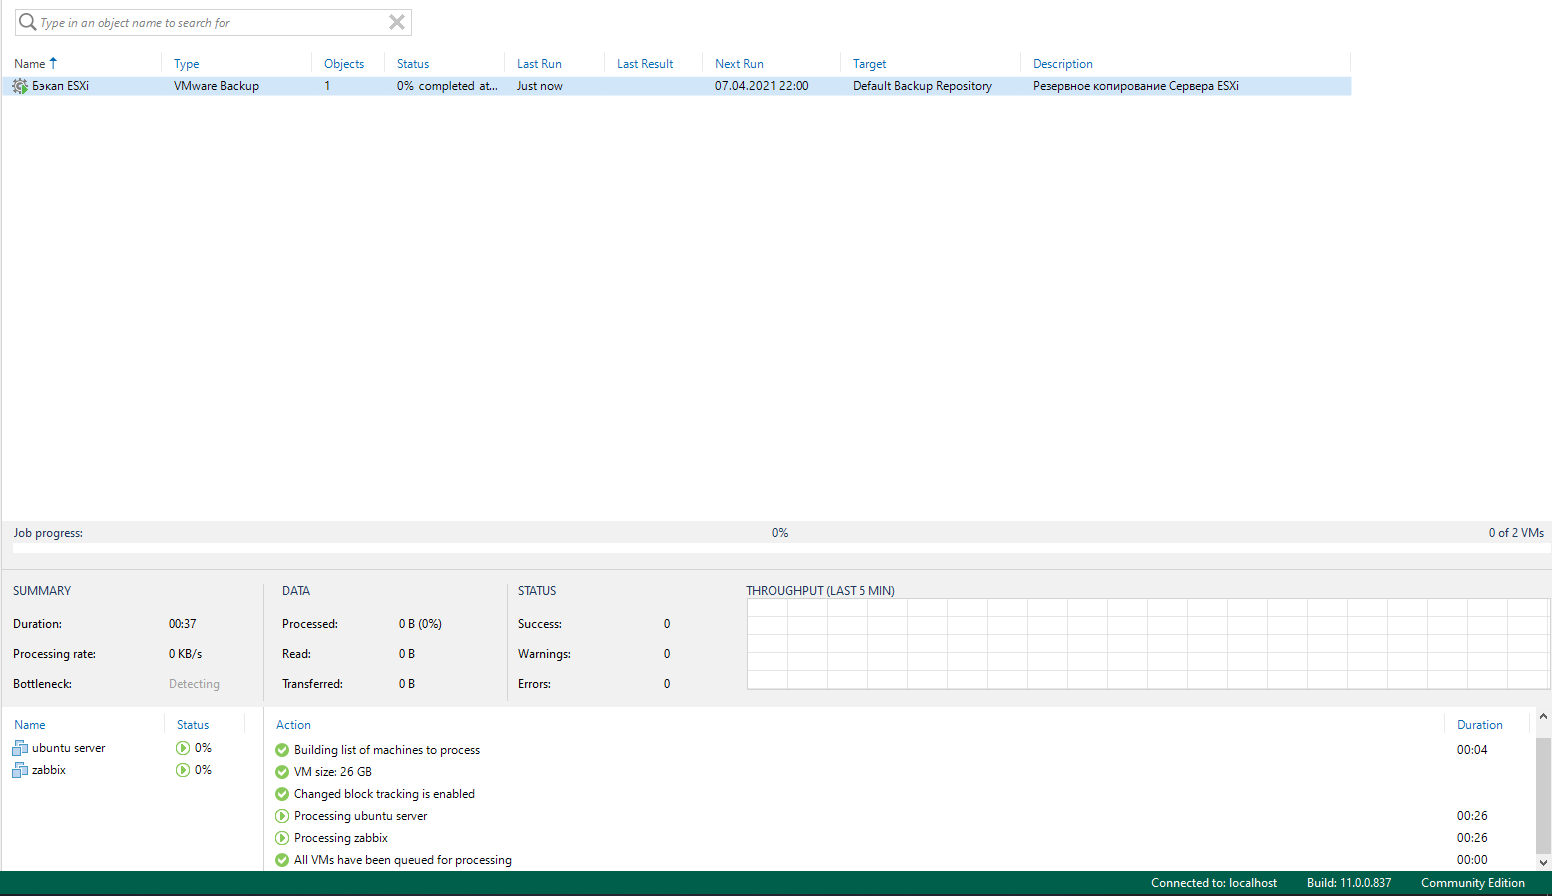 Type in an object name to search for
Name Type Objects Status Last Run Last Result Next Run Target Description
Бэкап ESXi VMware Backup 1 0% completed at... Just now 07.04.2021 22:00 Default Backup Repository Резервное копирование Сервера ESXi
Job progress: 0% 0 of 2 VMs
SUMMARY DATA STATUS THROUGHPUT (LAST 5 MIN)
Duration: 00:37 Processed: 0 B (0%) Success: 0
Processing rate: 0 KB/s Read: 0 B Warnings: 0
Bottleneck: Detecting Transferred: 0 B Errors: 0
Name Status Action Duration
ubuntu server 0% Building list of machines to process 00:04
zabbix 0% VM size: 26 GB
Changed block tracking is enabled
Processing ubuntu server 00:26
Processing zabbix 00:26
All VMs have been queued for processing 00:00
Connected to: localhost Build: 11.0.0.837 Community Edition